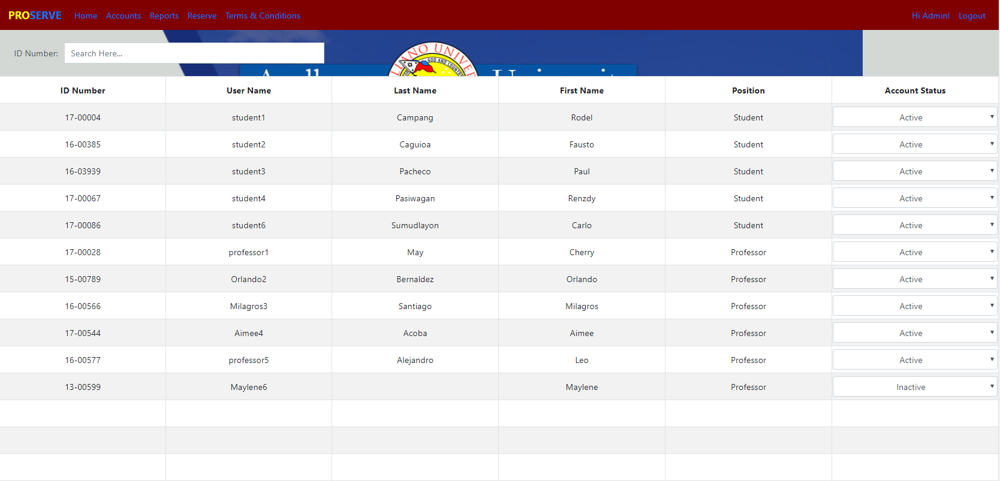 PROSERVE Home Accounts Reports Reserve Terms & Conditions Hi Admin! Logout
ID Number: Search Here...
ID Number User Name Last Name First Name Position Account Status
17-00004 student1 Campang Rodel Student Active
16-00385 student2 Caguioa Fausto Student Active
16-03939 student3 Pacheco Paul Student Active
17-00067 student4 Pasiwagan Renzdy Student Active
17-00086 student6 Sumudlayon Carlo Student Active
17-00028 professor1 May Cherry Professor Active
15-00789 Orlando2 Bernaldez Orlando Professor Active
16-00566 Milagros3 Santiago Milagros Professor Active
17-00544 Aimee4 Acoba Aimee Professor Active
16-00577 professor5 Alejandro Leo Professor Active
13-00599 Maylene6 Maylene Professor Inactive